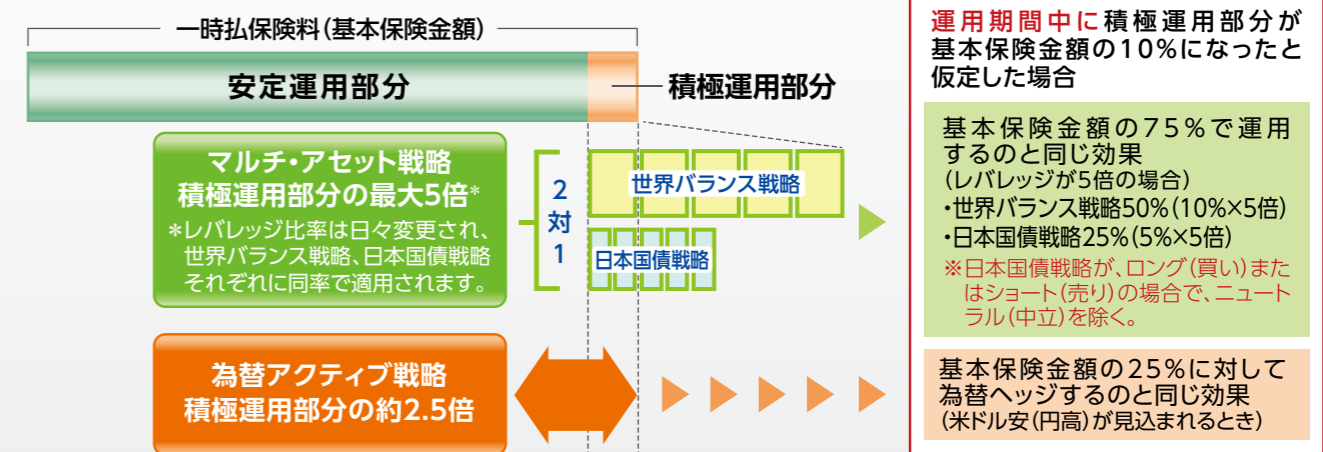 一時払保険料(基本保険金額)
安定運用部分
積極運用部分
マルチ・アセット戦略
積極運用部分の最大5倍*
*レバレッジ比率は日々変更され、
世界バランス戦略、日本国債戦略
それぞれに同率で適用されます。
2
対
1
世界バランス戦略
日本国債戦略
為替アクティブ戦略
積極運用部分の約2.5倍
運用期間中に積極運用部分が
基本保険金額の10%になったと
仮定した場合
基本保険金額の75%で運用
するのと同じ効果
(レバレッジが5倍の場合)
・世界バランス戦略50%(10%×5倍)
・日本国債戦略25%(5%×5倍)
※日本国債戦略が、ロング(買い)また
はショート(売り)の場合で、ニュート
ラル(中立)を除く。
基本保険金額の25%に対して
為替ヘッジするのと同じ効果
(米ドル安(円高)が見込まれるとき)